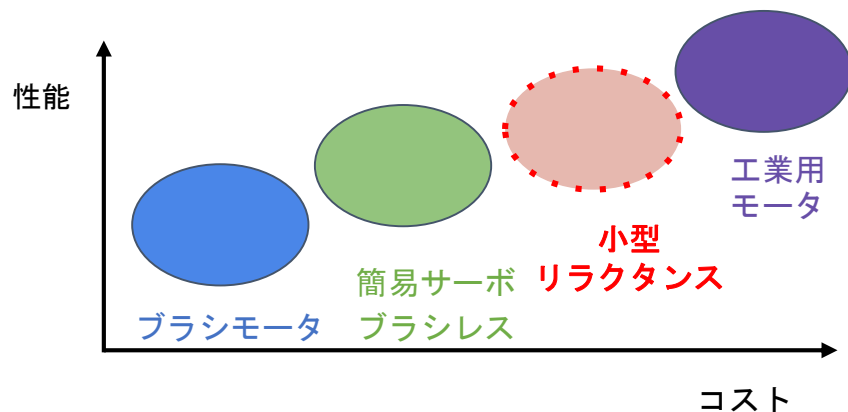 性能
工業用
モータ
小型
リラクタンス
簡易サーボ
ブラシレス
ブラシモータ
コスト